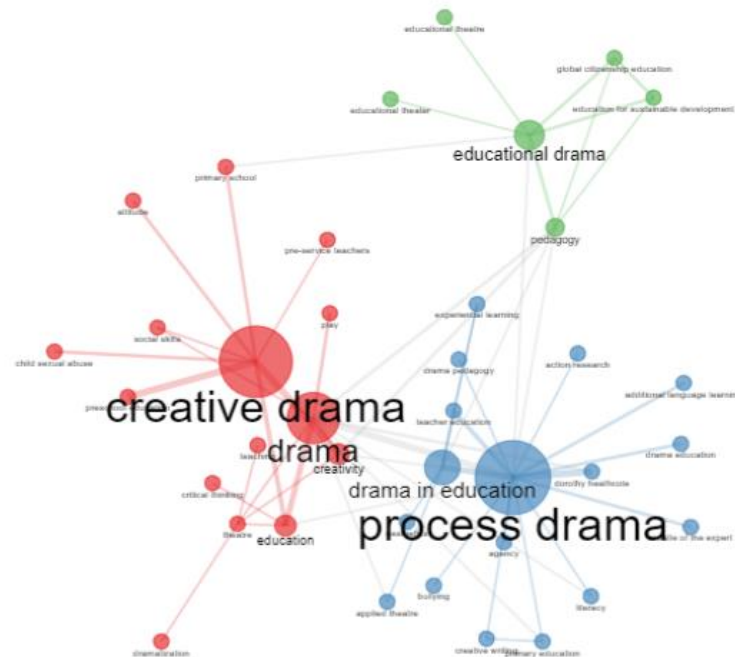 educational theatre
global citizenship education
educational theater
education for sustainable development
educational drama
primary school
attitude
pre-service teachers
pedagogy
play
experiential learning
social skills
child sexual abuse
drama pedagogy
action research
additional language learning
creative drama
teacher education
drama
creativity
drama education
dorothy heathcote
drama in education
critical thinking
process drama
theatre
education
agency
bullying
literacy
applied theatre
creative writing
primary education
dramatization